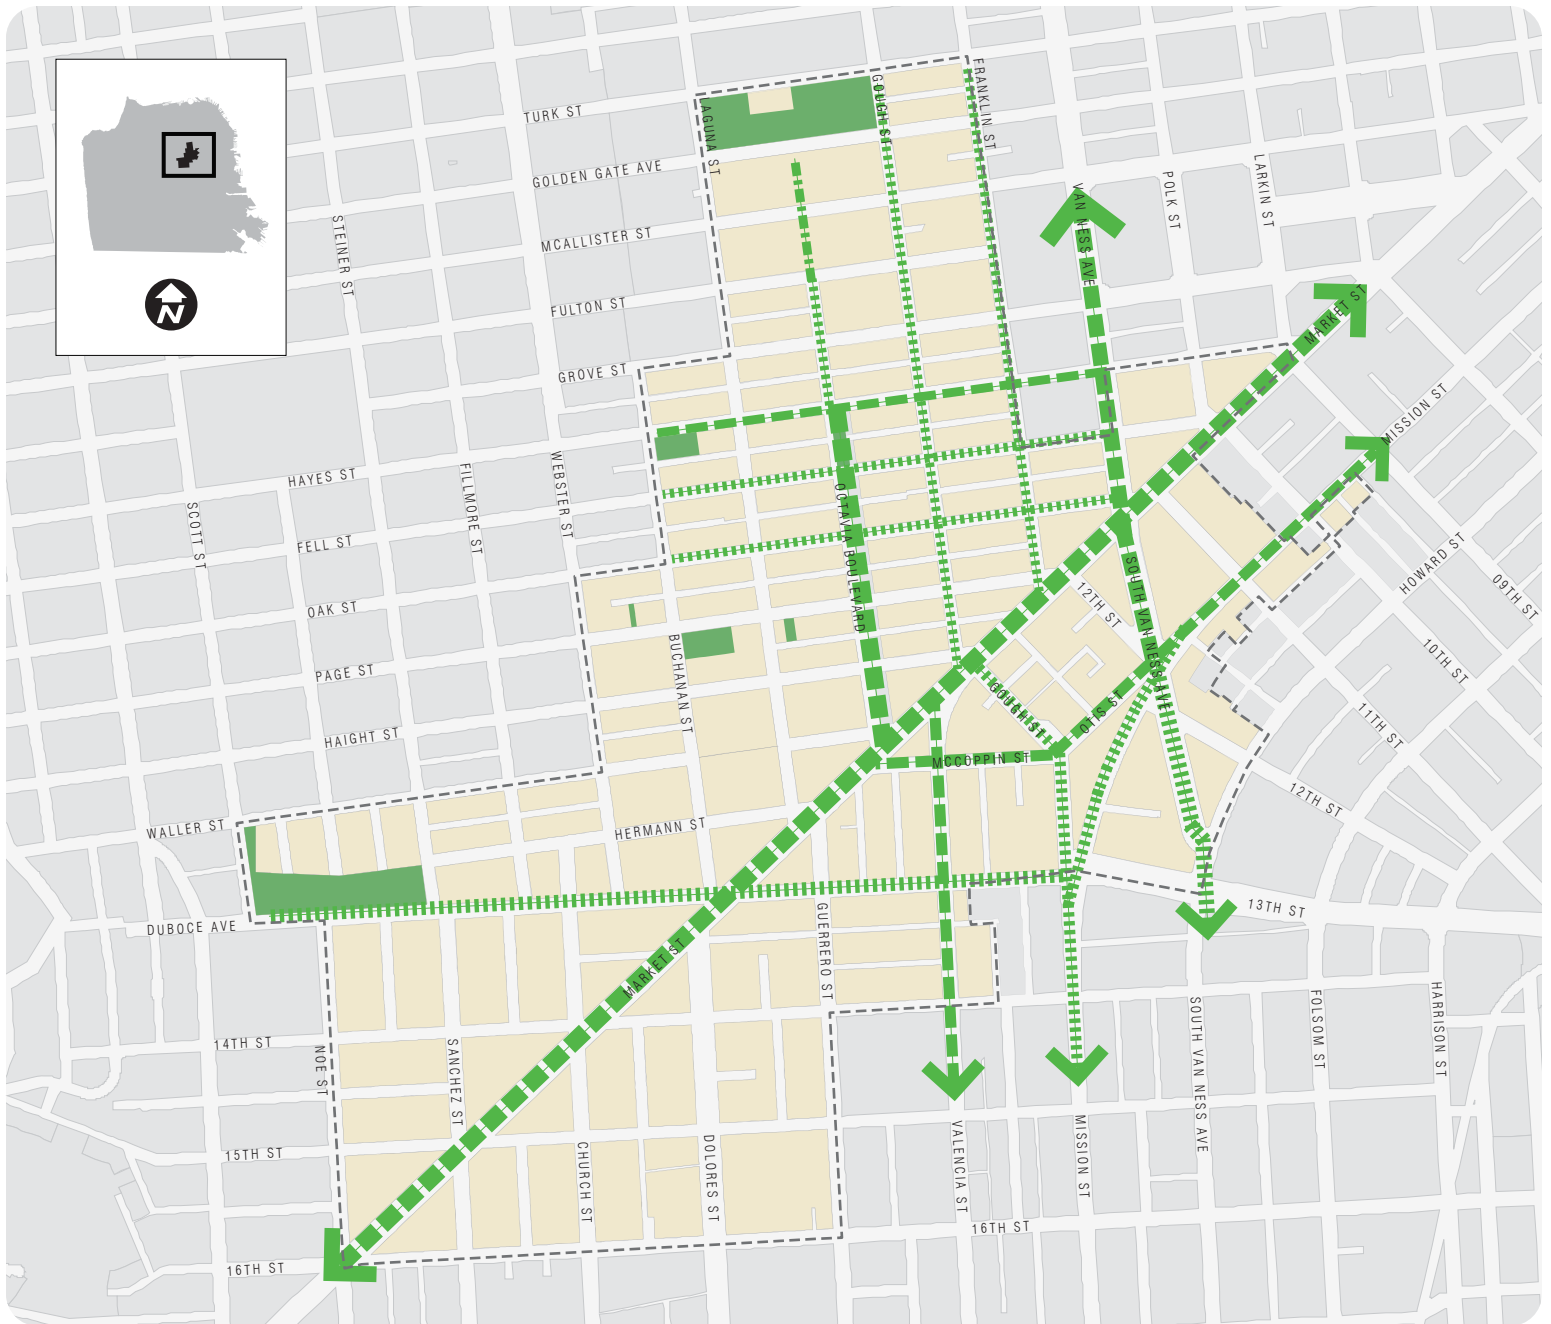 TURK ST
LAGUNA ST
GOUGH ST
FRANKLIN ST
GOLDEN GATE AVE
LARKIN ST
POLK ST
VAN NESS AVE
STEINER ST
MCALLISTER ST
FULTON ST
MARKET ST
N
GROVE ST
MISSION ST
HAYES ST
FILLMORE ST
WEBSTER ST
SCOTT ST
OCTAVIA BOULEVARD
FELL ST
HOWARD ST
09TH ST
SOUTH VAN NESS AVE
12TH ST
OAK ST
BUCHANAN ST
10TH ST
PAGE ST
GOUGH ST
OTIS ST
11TH ST
HAIGHT ST
MCCOPPIN ST
12TH ST
WALLER ST
HERMANN ST
DUBOCE AVE
GUERRERO ST
13TH ST
MARKET ST
14TH ST
NOE ST
SANCHEZ ST
SOUTH VAN NESS AVE
FOLSOM ST
HARRISON ST
15TH ST
CHURCH ST
DOLORES ST
VALENCIA ST
MISSION ST
16TH ST
16TH ST